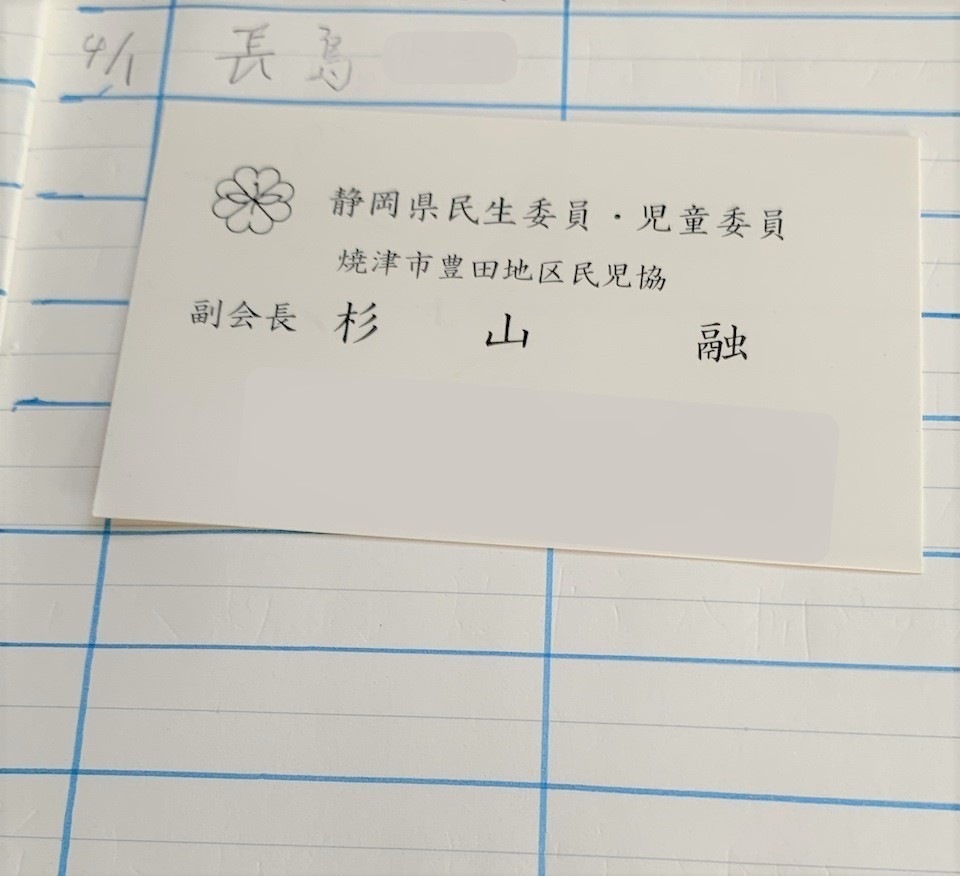 4/1 長島
静岡県民生委員・児童委員
焼津市豊田地区民児協
副会長 杉山 融